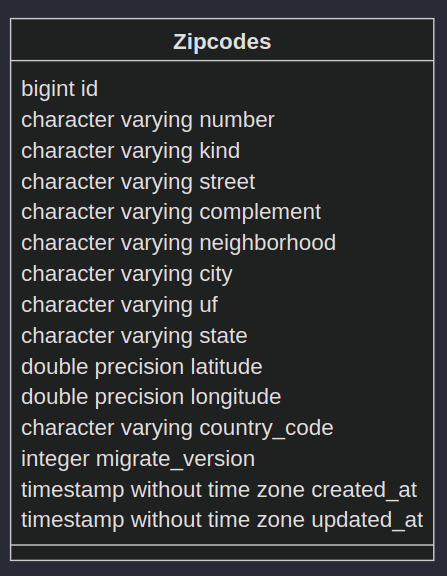 Zipcodes
bigint id
character varying number
character varying kind
character varying street
character varying complement
character varying neighborhood
character varying city
character varying uf
character varying state
double precision latitude
double precision longitude
character varying country_code
integer migrate_version
timestamp without time zone created_at
timestamp without time zone updated_at